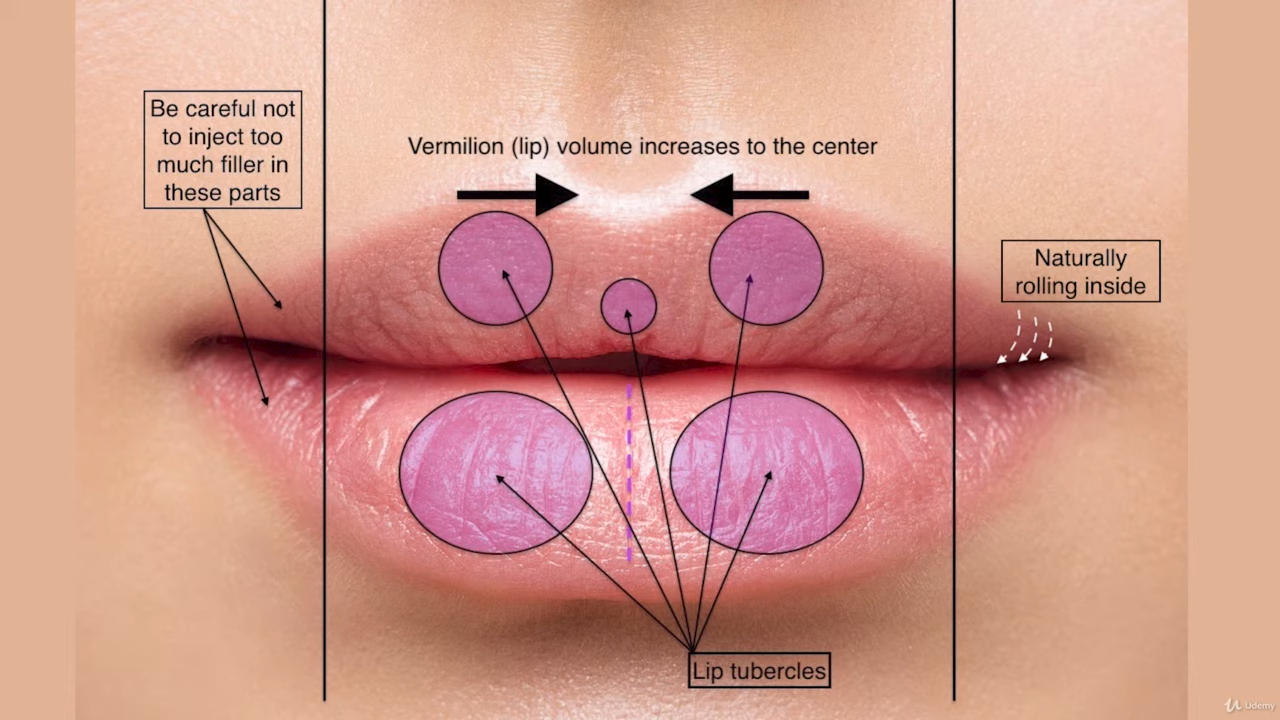 Be careful not
to inject too
much filler in
these parts
Vermilion (lip) volume increases to the center
Naturally
rolling inside
Lip tubercles
Udemy